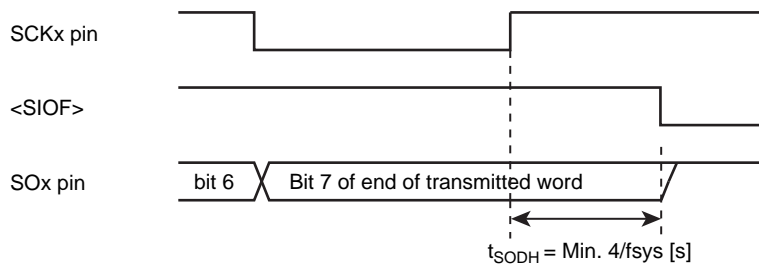 SCKx pin
<SIOF>
SOx pin
bit 6
Bit 7 of end of transmitted word
tSODH = Min. 4/fsys [s]